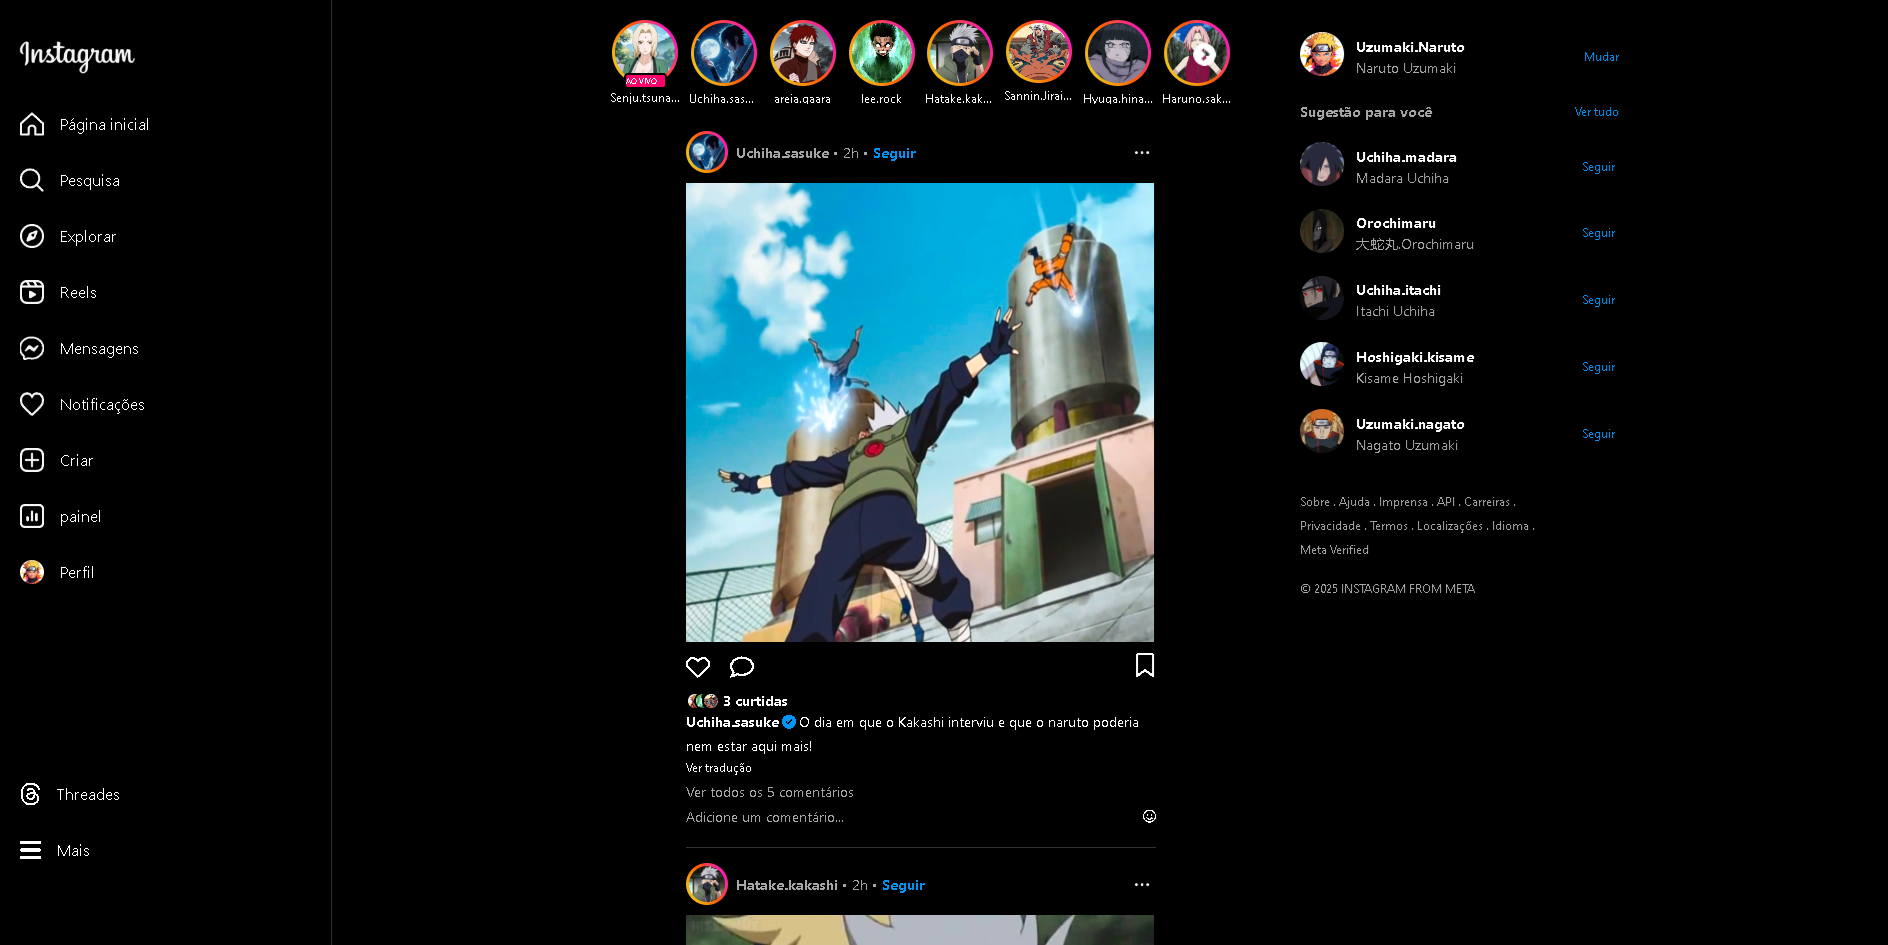 Instagram
Página inicial
Pesquisa
Explorar
Reels
Mensagens
Notificações
Criar
painel
Perfil
Threades
Mais
AO VIVO
Senju.tsuna...
Uchiha.sas...
areia.gaara
lee.rock
Hatake.kak...
Sannin.Jirai...
Hyuga.hina...
Haruno.sak...
Uchiha.sasuke • 2h • Seguir
3 curtidas
Uchiha.sasuke O dia em que o Kakashi interviu e que o naruto poderia
nem estar aqui mais!
Ver tradução
Ver todos os 5 comentários
Adicione um comentário...
Hatake.kakashi • 2h • Seguir
Uzumaki.Naruto
Naruto Uzumaki
Mudar
Sugestão para você
Ver tudo
Uchiha.madara
Madara Uchiha
Seguir
Orochimaru
大蛇丸.Orochimaru
Seguir
Uchiha.itachi
Itachi Uchiha
Seguir
Hoshigaki.kisame
Kisame Hoshigaki
Seguir
Uzumaki.nagato
Nagato Uzumaki
Seguir
Sobre . Ajuda . Imprensa . API . Carreiras .
Privacidade . Termos . Localizações . Idioma .
Meta Verified
© 2025 INSTAGRAM FROM META